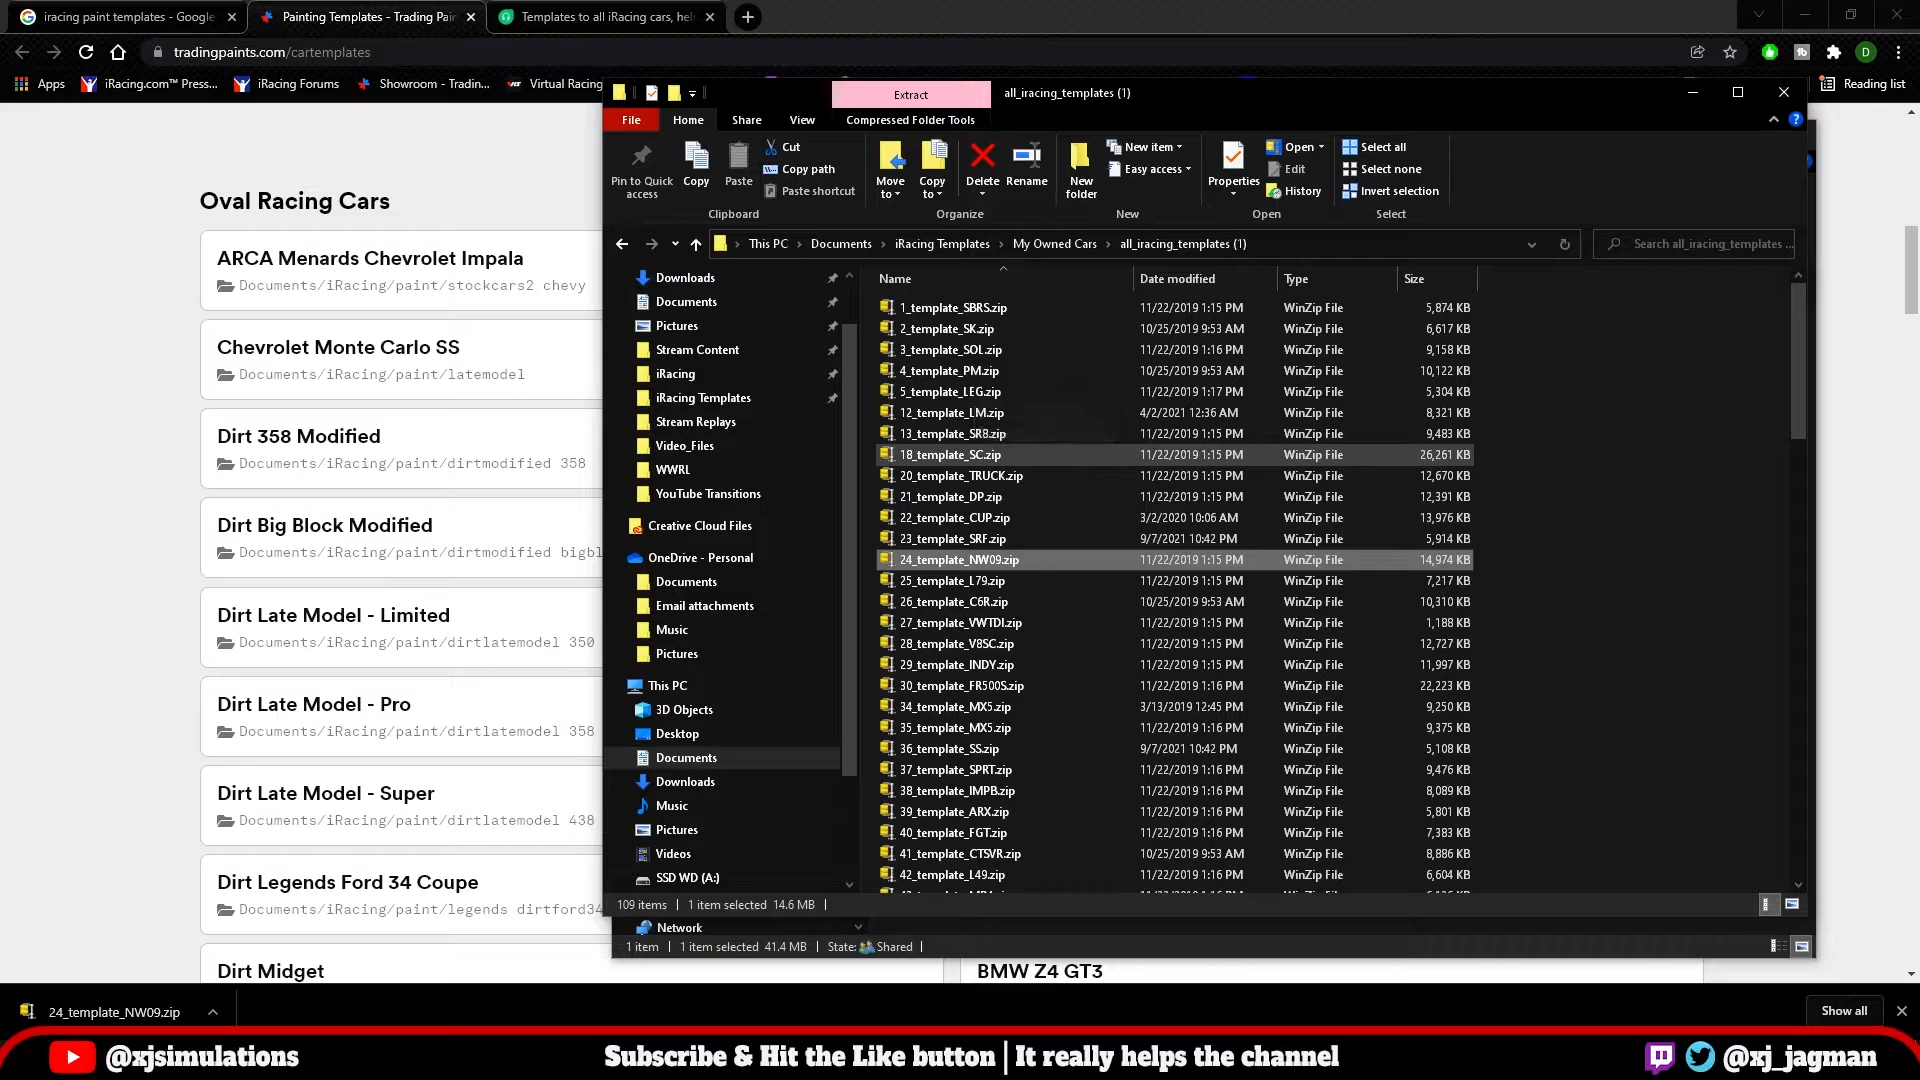 iracing paint templates - Google
Painting Templates - Trading Pai
Templates to all iRacing cars, hel
tradingpaints.com/cartemplates
D
Apps
iRacing.com™ Press...
iRacing Forums
Showroom - Tradin...
Virtual Racing
Reading list
Extract
all_iracing_templates (1)
File
Home
Share
View
Compressed Folder Tools
Pin to Quick access
Copy
Paste
Cut
Copy path
Paste shortcut
Move to
Copy to
Delete
Rename
New folder
New item
Easy access
Properties
Open
Edit
History
Select all
Select none
Invert selection
Clipboard
Organize
New
Open
Select
This PC
Documents
iRacing Templates
My Owned Cars
all_iracing_templates (1)
Search all_iracing_templates ...
Oval Racing Cars
ARCA Menards Chevrolet Impala
Documents/iRacing/paint/stockcars2 chevy
Chevrolet Monte Carlo SS
Documents/iRacing/paint/latemodel
Dirt 358 Modified
Documents/iRacing/paint/dirtmodified 358
Dirt Big Block Modified
Documents/iRacing/paint/dirtmodified bigbl
Dirt Late Model - Limited
Documents/iRacing/paint/dirtlatemodel 350
Dirt Late Model - Pro
Documents/iRacing/paint/dirtlatemodel 358
Dirt Late Model - Super
Documents/iRacing/paint/dirtlatemodel 438
Dirt Legends Ford 34 Coupe
Documents/iRacing/paint/legends dirtford34
Dirt Midget
BMW Z4 GT3
Downloads
Documents
Pictures
Stream Content
iRacing
iRacing Templates
Stream Replays
Video_Files
WWRL
YouTube Transitions
Creative Cloud Files
OneDrive - Personal
Documents
Email attachments
Music
Pictures
This PC
3D Objects
Desktop
Documents
Downloads
Music
Pictures
Videos
SSD WD (A:)
Name Date modified Type Size
1_template_SBRS.zip 11/22/2019 1:15 PM WinZip File 5,874 KB
2_template_SK.zip 10/25/2019 9:53 AM WinZip File 6,617 KB
3_template_SOL.zip 11/22/2019 1:16 PM WinZip File 9,158 KB
4_template_PM.zip 10/25/2019 9:53 AM WinZip File 10,122 KB
5_template_LEG.zip 11/22/2019 1:17 PM WinZip File 5,304 KB
12_template_LM.zip 4/2/2021 12:36 AM WinZip File 8,321 KB
13_template_SR8.zip 11/22/2019 1:15 PM WinZip File 9,483 KB
18_template_SC.zip 11/22/2019 1:15 PM WinZip File 26,261 KB
20_template_TRUCK.zip 11/22/2019 1:15 PM WinZip File 12,670 KB
21_template_DP.zip 11/22/2019 1:15 PM WinZip File 12,391 KB
22_template_CUP.zip 3/2/2020 10:06 AM WinZip File 13,976 KB
23_template_SRF.zip 9/7/2021 10:42 PM WinZip File 5,914 KB
24_template_NW09.zip 11/22/2019 1:15 PM WinZip File 14,974 KB
25_template_L79.zip 11/22/2019 1:15 PM WinZip File 7,217 KB
26_template_C6R.zip 10/25/2019 9:53 AM WinZip File 10,310 KB
27_template_VWTDI.zip 11/22/2019 1:15 PM WinZip File 1,188 KB
28_template_V8SC.zip 11/22/2019 1:15 PM WinZip File 12,727 KB
29_template_INDY.zip 11/22/2019 1:15 PM WinZip File 11,997 KB
30_template_FR500S.zip 11/22/2019 1:16 PM WinZip File 22,223 KB
34_template_MX5.zip 3/13/2019 12:45 PM WinZip File 9,250 KB
35_template_MX5.zip 11/22/2019 1:16 PM WinZip File 9,375 KB
36_template_SS.zip 9/7/2021 10:42 PM WinZip File 5,108 KB
37_template_SPRT.zip 11/22/2019 1:16 PM WinZip File 9,476 KB
38_template_IMPB.zip 11/22/2019 1:16 PM WinZip File 8,089 KB
39_template_ARX.zip 11/22/2019 1:16 PM WinZip File 5,801 KB
40_template_FGT.zip 11/22/2019 1:16 PM WinZip File 7,383 KB
41_template_CTSVR.zip 10/25/2019 9:53 AM WinZip File 8,886 KB
42_template_L49.zip 11/22/2019 1:16 PM WinZip File 6,604 KB
109 items 1 item selected 14.6 MB
Network
1 item 1 item selected 41.4 MB State: Shared
24_template_NW09.zip
Show all
@xjsimulations
Subscribe & Hit the Like button | It really helps the channel
@xj_jagman